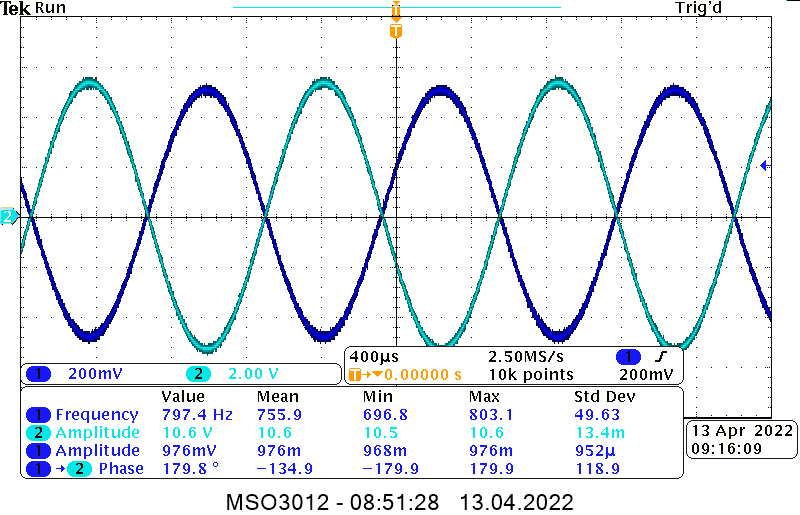 Tek Run Trig'd
T
T
2
400µs 2.50MS/s 1
1 200mV 2 2.00 V T→▼0.00000 s 10k points 200mV
Value Mean Min Max Std Dev
1 Frequency 797.4 Hz 755.9 696.8 803.1 49.63
2 Amplitude 10.6 V 10.6 10.5 10.6 13.4m
1 Amplitude 976mV 976m 968m 976m 952µ
1 → 2 Phase 179.8 ° −134.9 −179.9 179.9 118.9
13 Apr 2022
09:16:09
MSO3012 - 08:51:28 13.04.2022